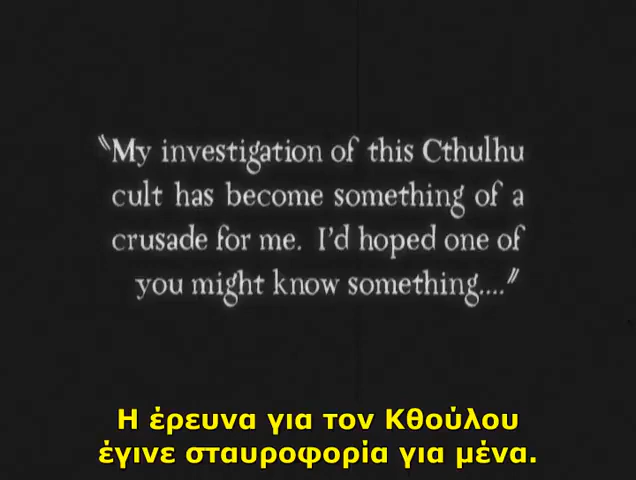 "My investigation of this Cthulhu
cult has become something of a
crusade for me. I'd hoped one of
you might know something...."
Η έρευνα για τον Κθούλου
έγινε σταυροφορία για μένα.